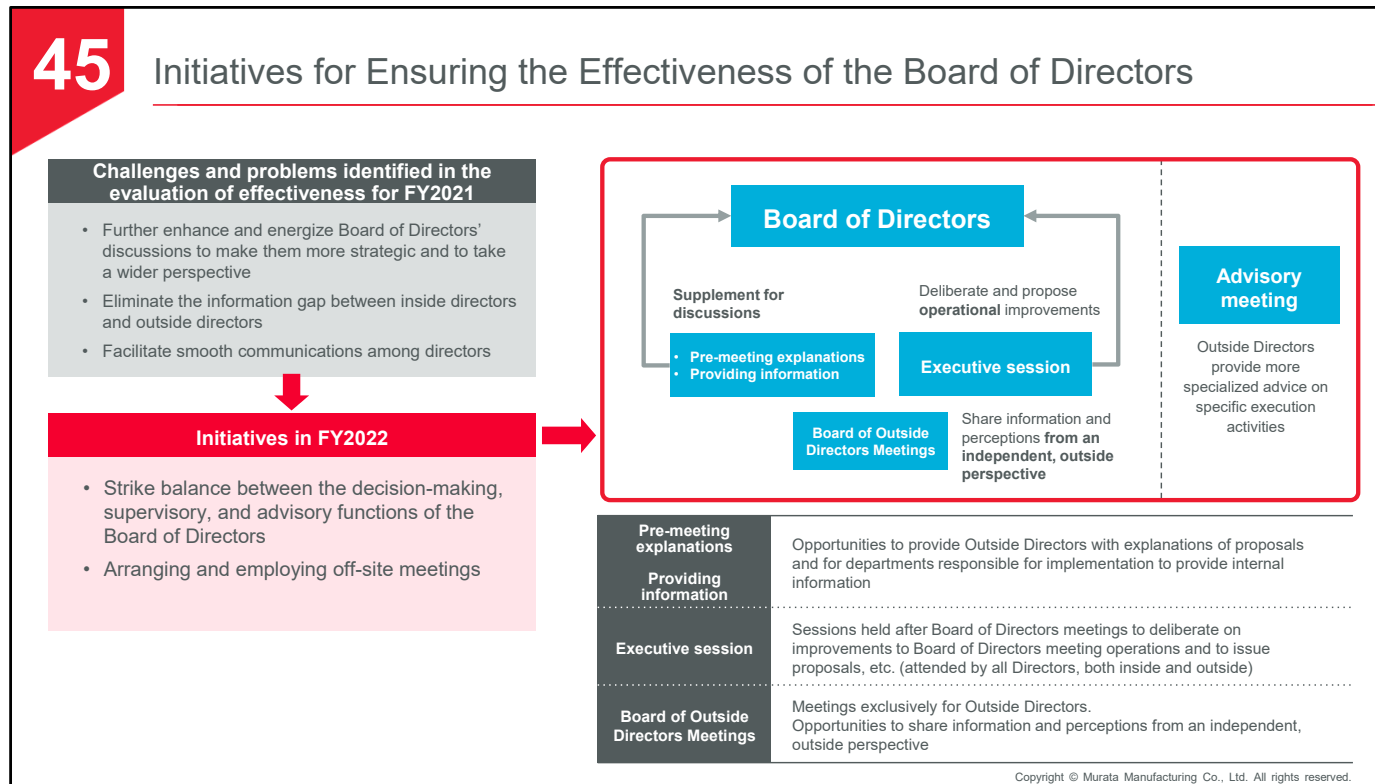 45
Initiatives for Ensuring the Effectiveness of the Board of Directors
Challenges and problems identified in the
evaluation of effectiveness for FY2021
• Further enhance and energize Board of Directors’
discussions to make them more strategic and to take
a wider perspective
• Eliminate the information gap between inside directors
and outside directors
• Facilitate smooth communications among directors
Initiatives in FY2022
• Strike balance between the decision-making,
supervisory, and advisory functions of the
Board of Directors
• Arranging and employing off-site meetings
Board of Directors
Supplement for
discussions
• Pre-meeting explanations
• Providing information
Deliberate and propose
operational improvements
Executive session
Board of Outside
Directors Meetings
Share information and
perceptions from an
independent, outside
perspective
Advisory
meeting
Outside Directors
provide more
specialized advice on
specific execution
activities
Pre-meeting
explanations
Providing
information
Opportunities to provide Outside Directors with explanations of proposals
and for departments responsible for implementation to provide internal
information
Executive session
Sessions held after Board of Directors meetings to deliberate on
improvements to Board of Directors meeting operations and to issue
proposals, etc. (attended by all Directors, both inside and outside)
Board of Outside
Directors Meetings
Meetings exclusively for Outside Directors.
Opportunities to share information and perceptions from an independent,
outside perspective
Copyright © Murata Manufacturing Co., Ltd. All rights reserved.